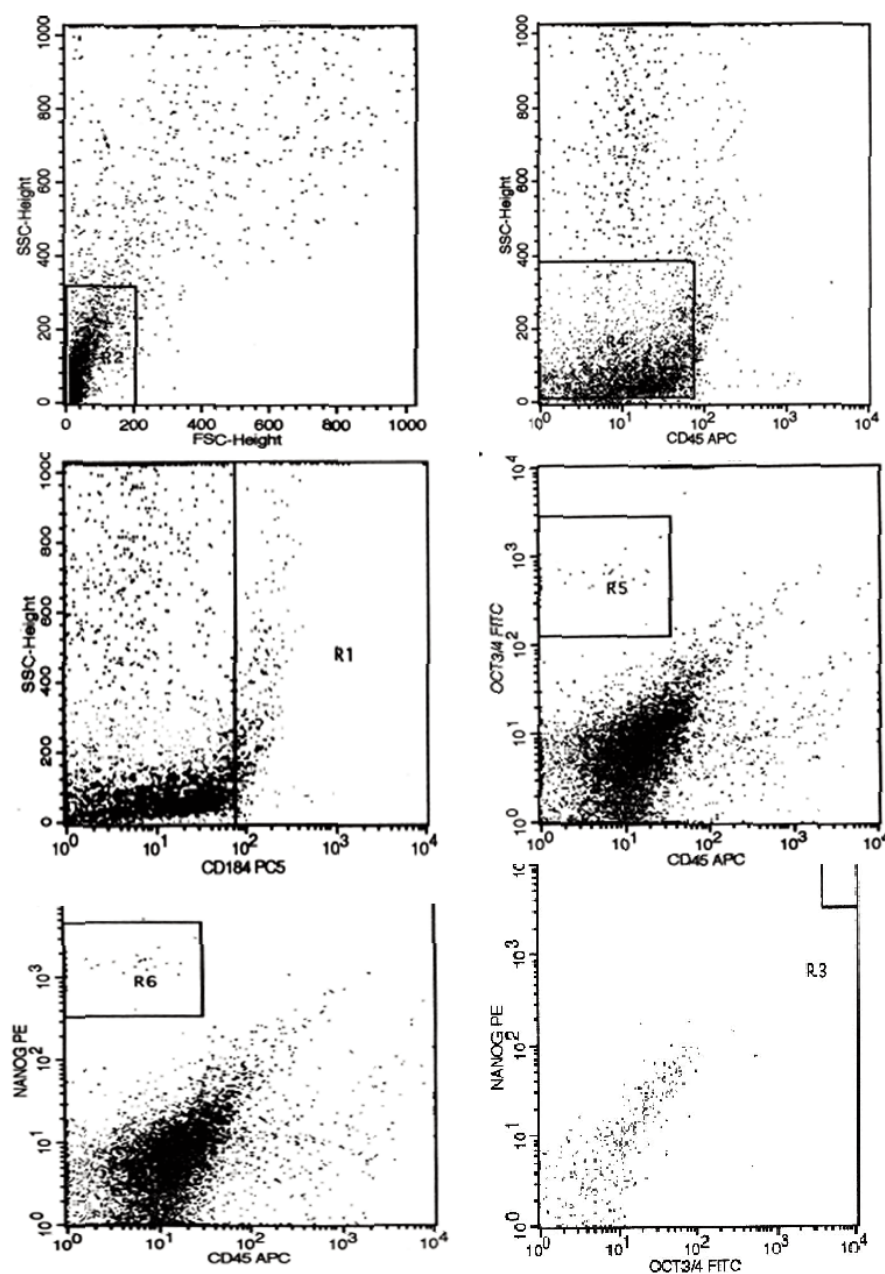 SSC-Height
1000
800
600
400
200
0
R2
0 200 400 600 800 1000
FSC-Height
SSC-Height
1000
800
600
400
200
0
R4
10^0 10^1 10^2 10^3 10^4
CD45 APC
SSC-Height
1000
800
600
400
200
0
R1
10^0 10^1 10^2 10^3 10^4
CD184 PC5
OCT3/4 FITC
10^4
10^3
10^2
10^1
10^0
R5
10^0 10^1 10^2 10^3 10^4
CD45 APC
NANOG PE
10^3
10^2
10^1
10^0
R6
10^0 10^1 10^2 10^3 10^4
CD45 APC
NANOG PE
10^3
10^2
10^1
10^0
R3
10^0 10^1 10^2 10^3 10^4
OCT3/4 FITC